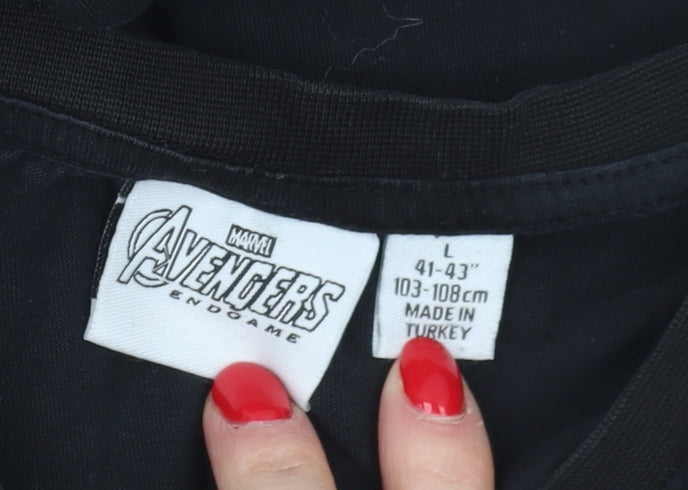 MARVEL
AVENGERS
ENDGAME
L
41-43"
103-108cm
MADE IN
TURKEY